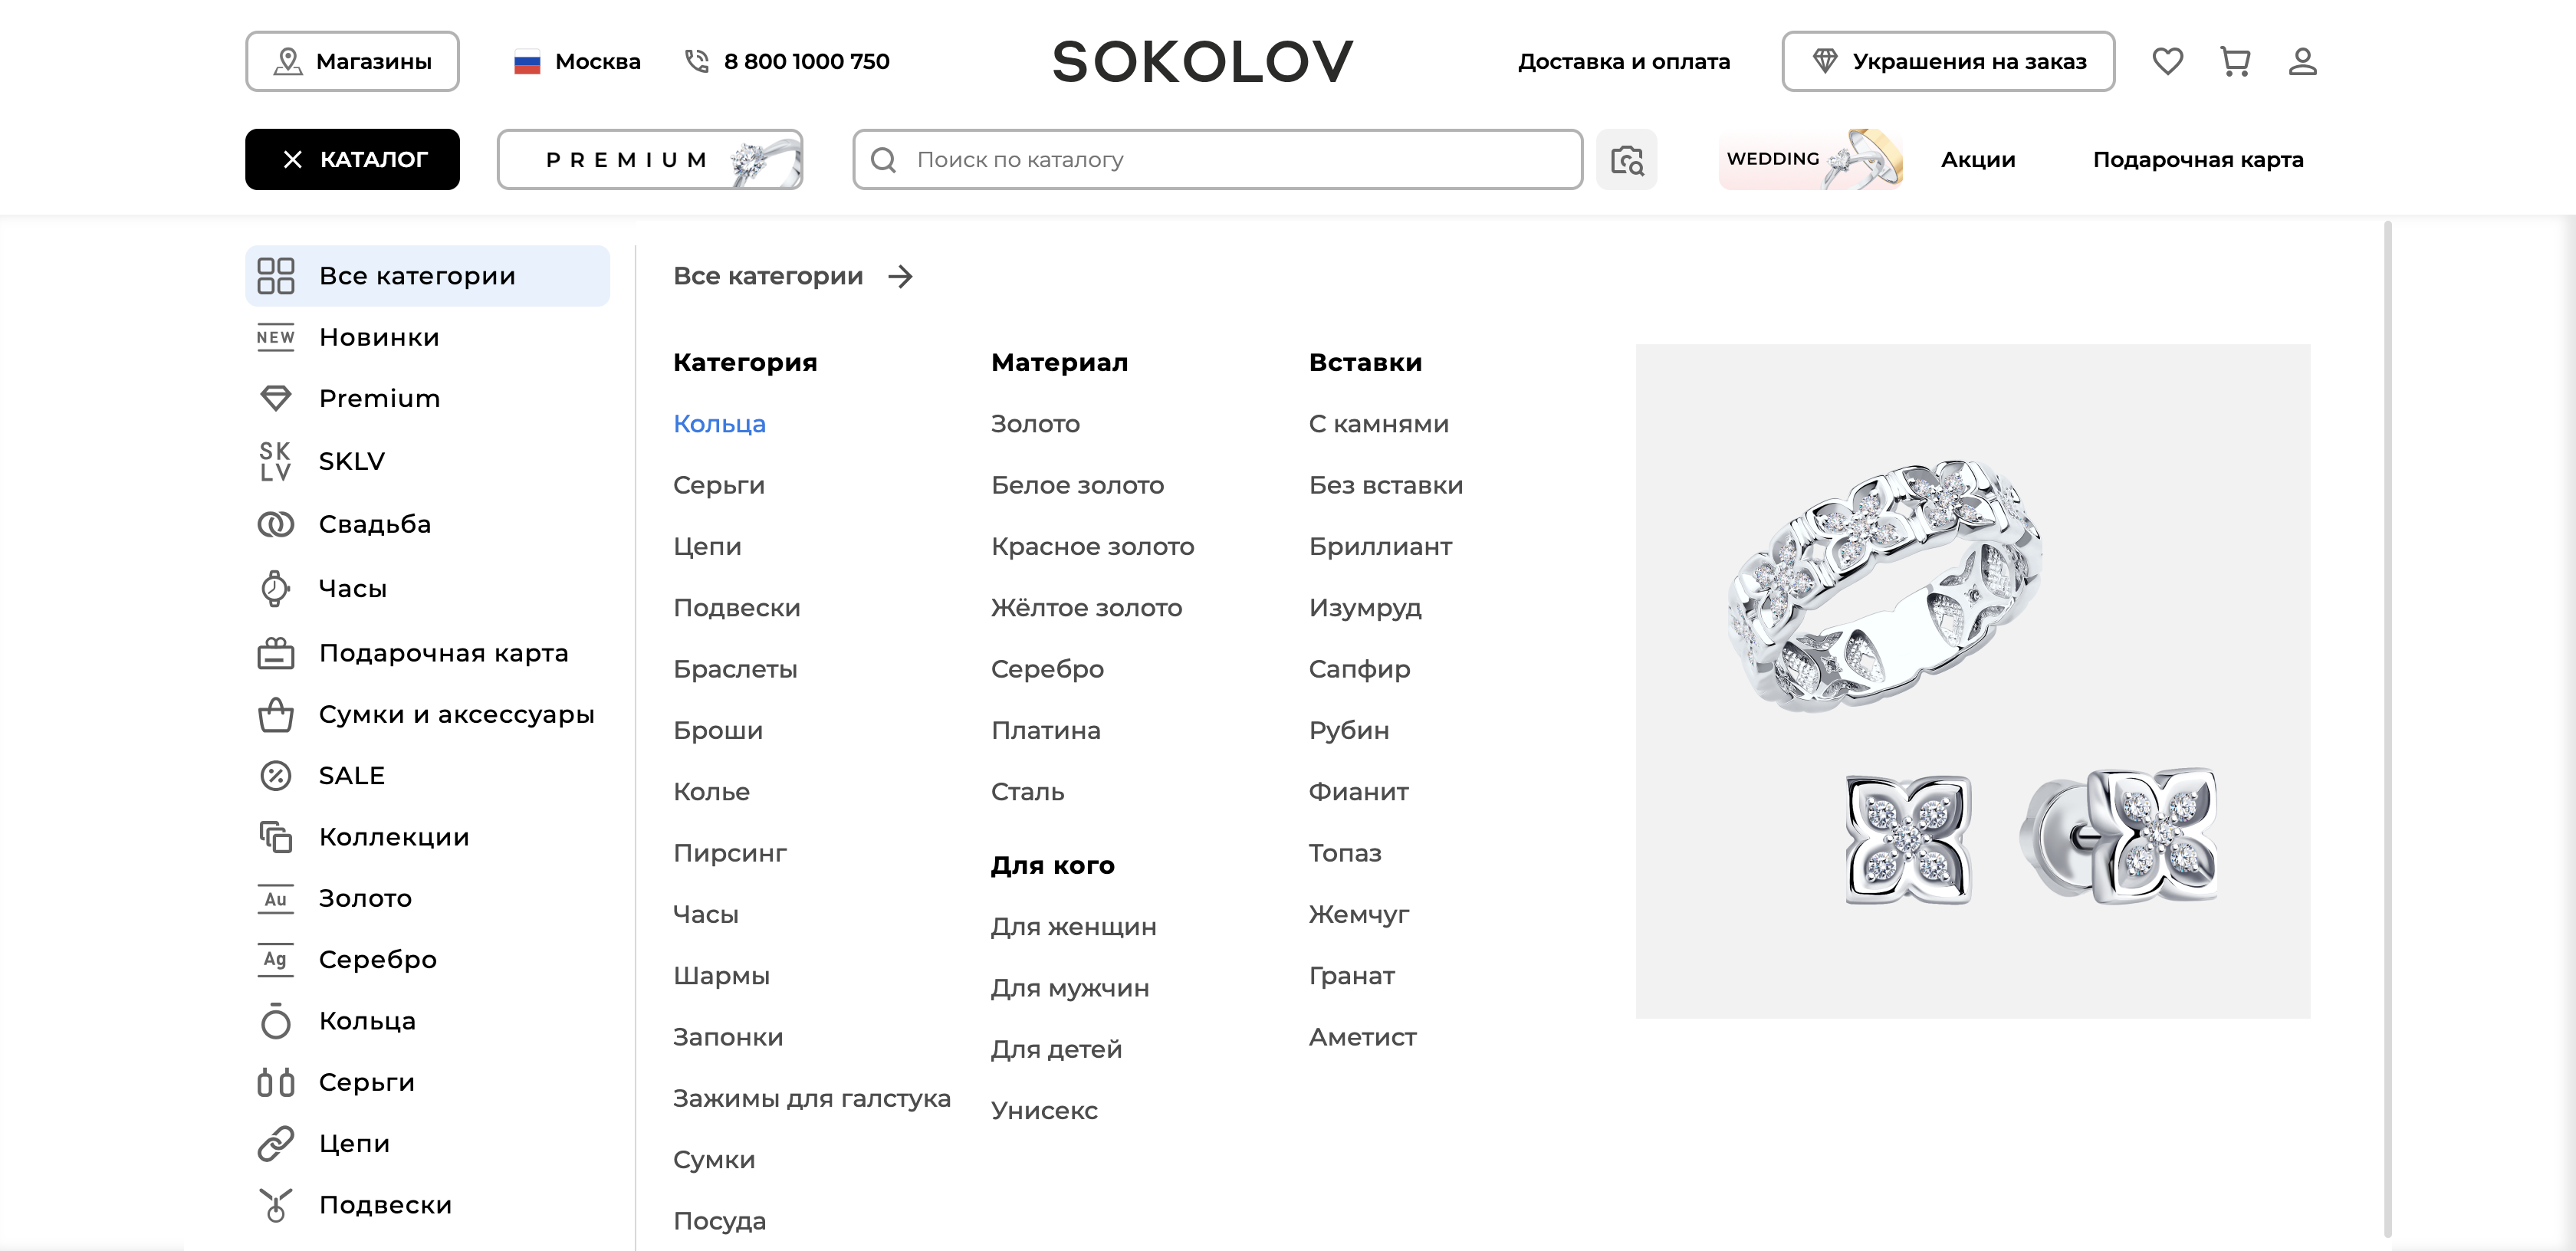 Магазины
Москва
8 800 1000 750
SOKOLOV
Доставка и оплата
Украшения на заказ
КАТАЛОГ
PREMIUM
Поиск по каталогу
WEDDING
Акции
Подарочная карта
Все категории
NEW
Новинки
Premium
SK
LV
SKLV
Свадьба
Часы
Подарочная карта
Сумки и аксессуары
SALE
Коллекции
Au
Золото
Ag
Серебро
Кольца
Серьги
Цепи
Подвески
Все категории
Категория
Кольца
Серьги
Цепи
Подвески
Браслеты
Броши
Колье
Пирсинг
Часы
Шармы
Запонки
Зажимы для галстука
Сумки
Посуда
Материал
Золото
Белое золото
Красное золото
Жёлтое золото
Серебро
Платина
Сталь
Для кого
Для женщин
Для мужчин
Для детей
Унисекс
Вставки
С камнями
Без вставки
Бриллиант
Изумруд
Сапфир
Рубин
Фианит
Топаз
Жемчуг
Гранат
Аметист